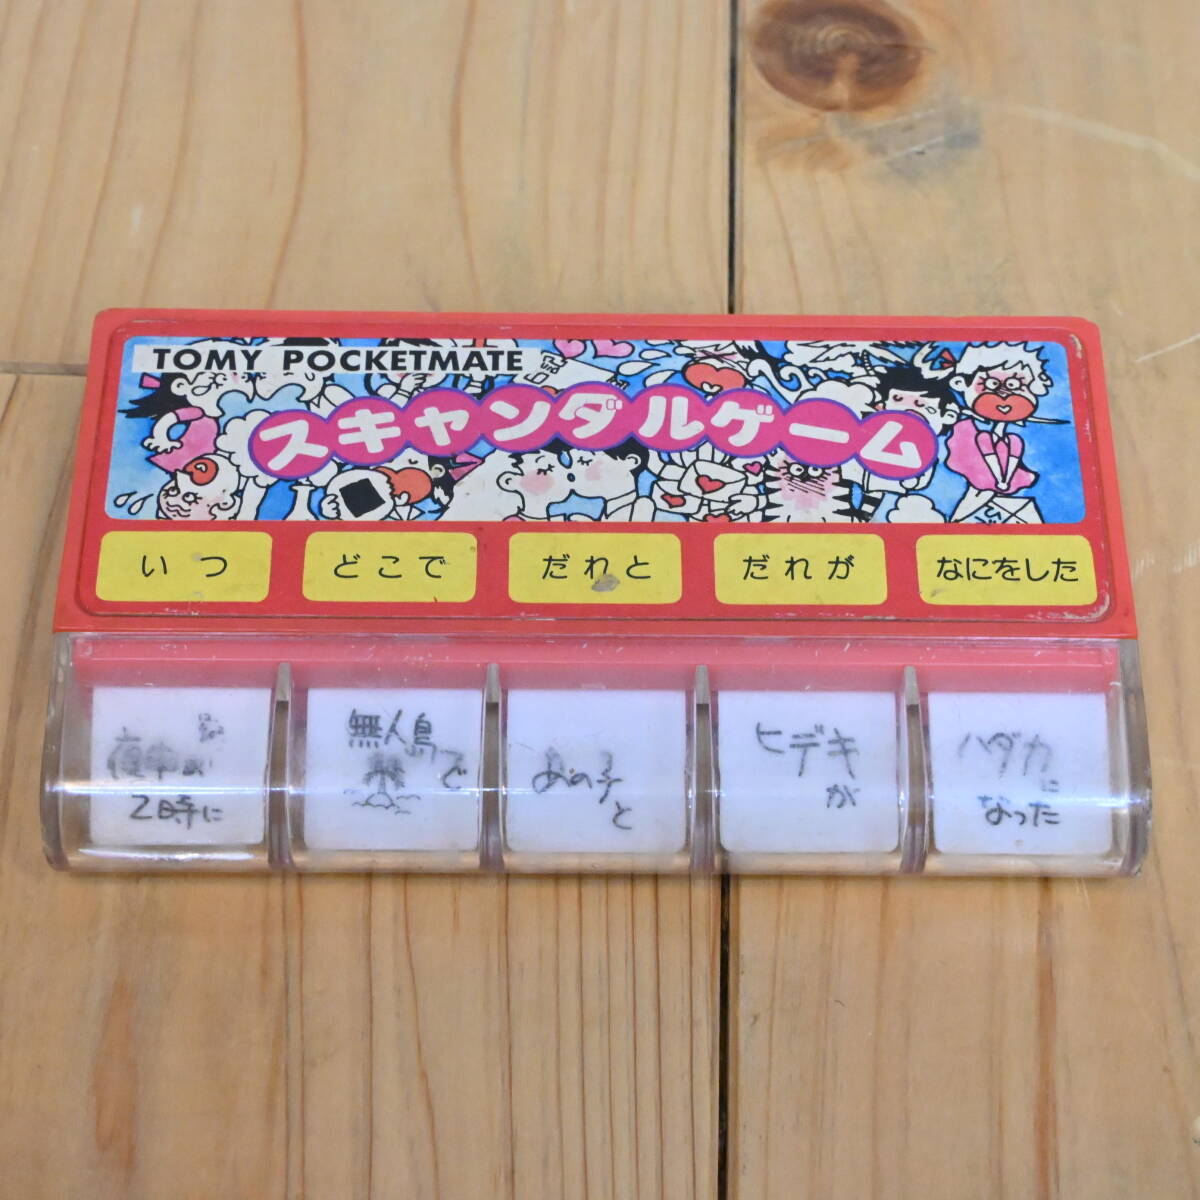 TOMY POCKETMATE
スキャンダルゲーム
いつ
どこで
だれと
だれが
なにをした
夜中の
2時に
無人島
で
あの子
と
ヒデキ
が
ハダカ
に
なった